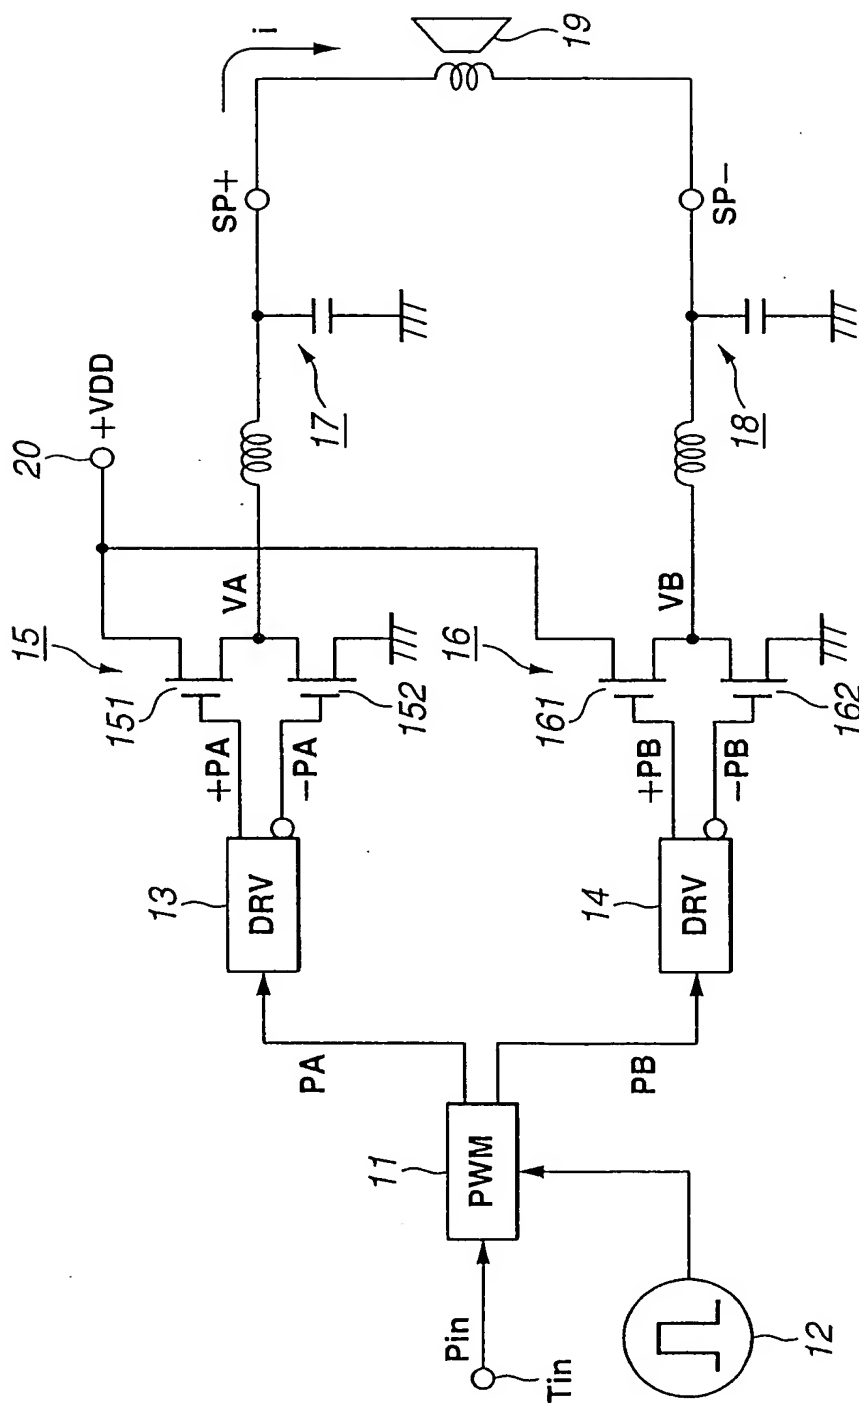 Tin
Pin
12
11
PWM
PA
PB
13
DRV
14
DRV
+PA
-PA
+PB
-PB
15
151
152
16
161
162
VA
VB
20
+VDD
17
18
SP+
SP-
19
i